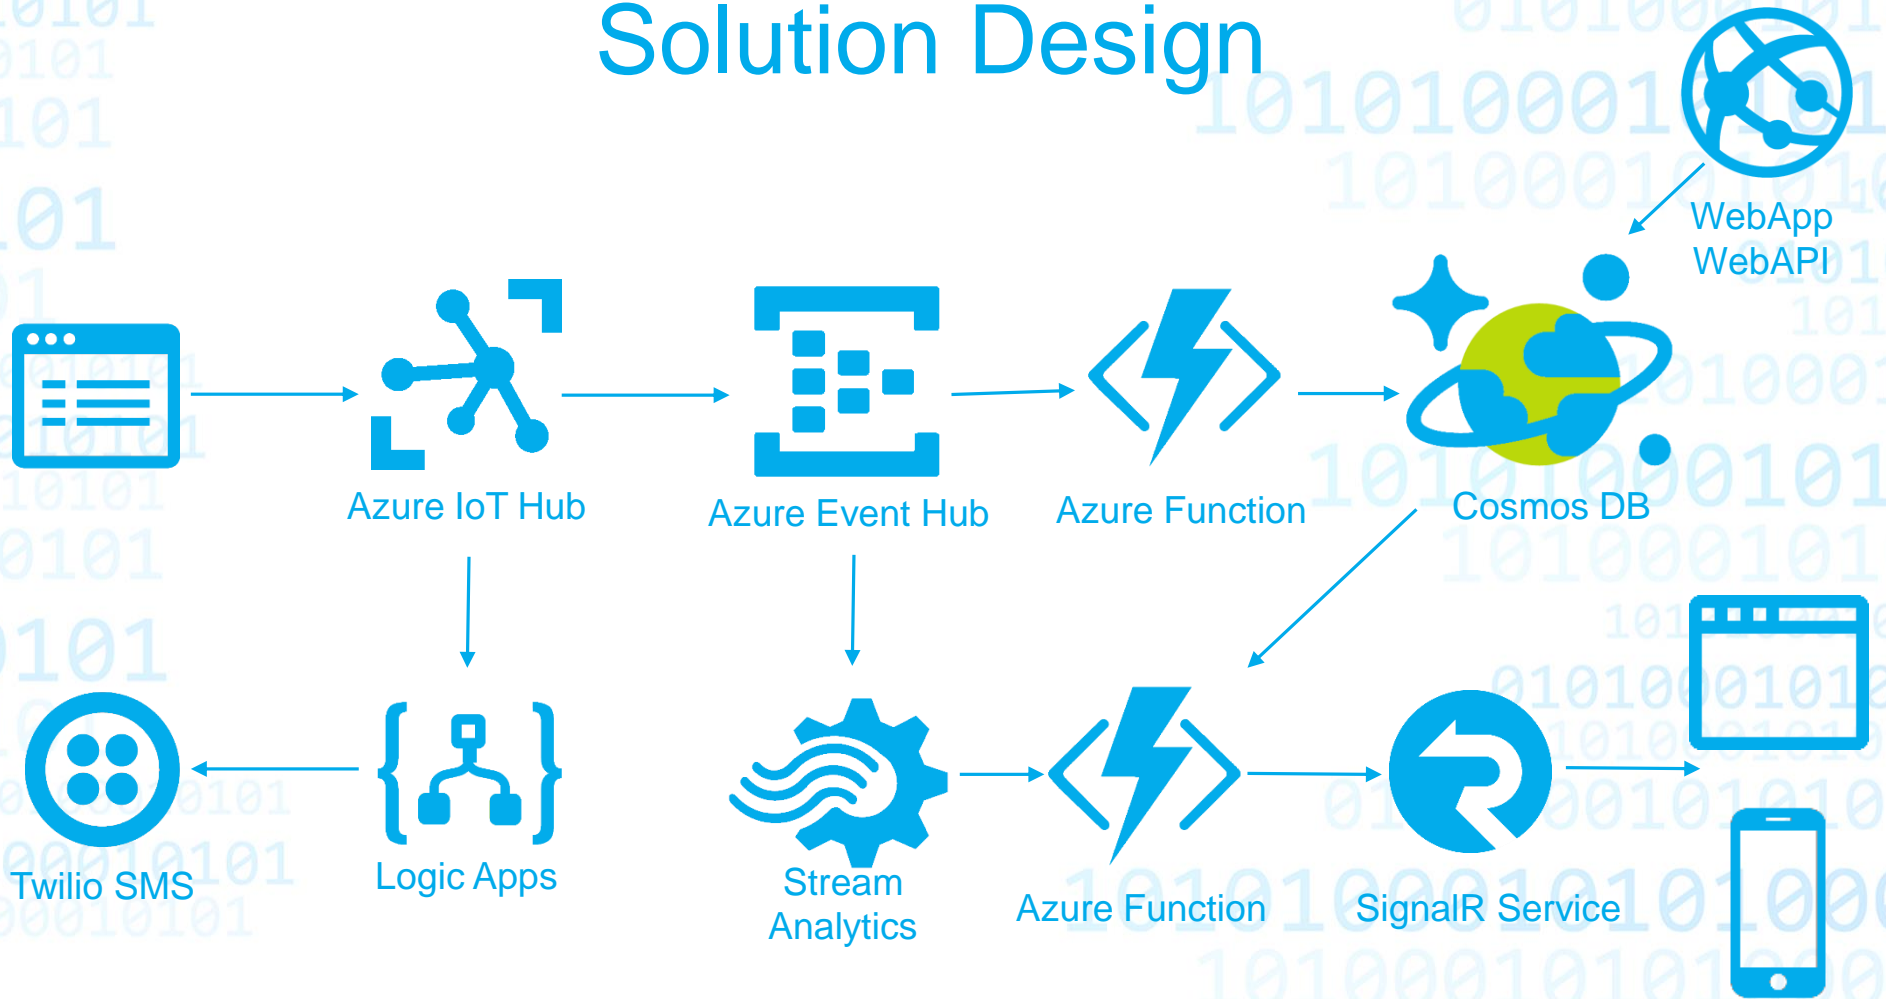 Solution Design
WebApp
WebAPI
Azure IoT Hub
Azure Event Hub
Azure Function
Cosmos DB
Twilio SMS
Logic Apps
Stream
Analytics
Azure Function
SignalR Service